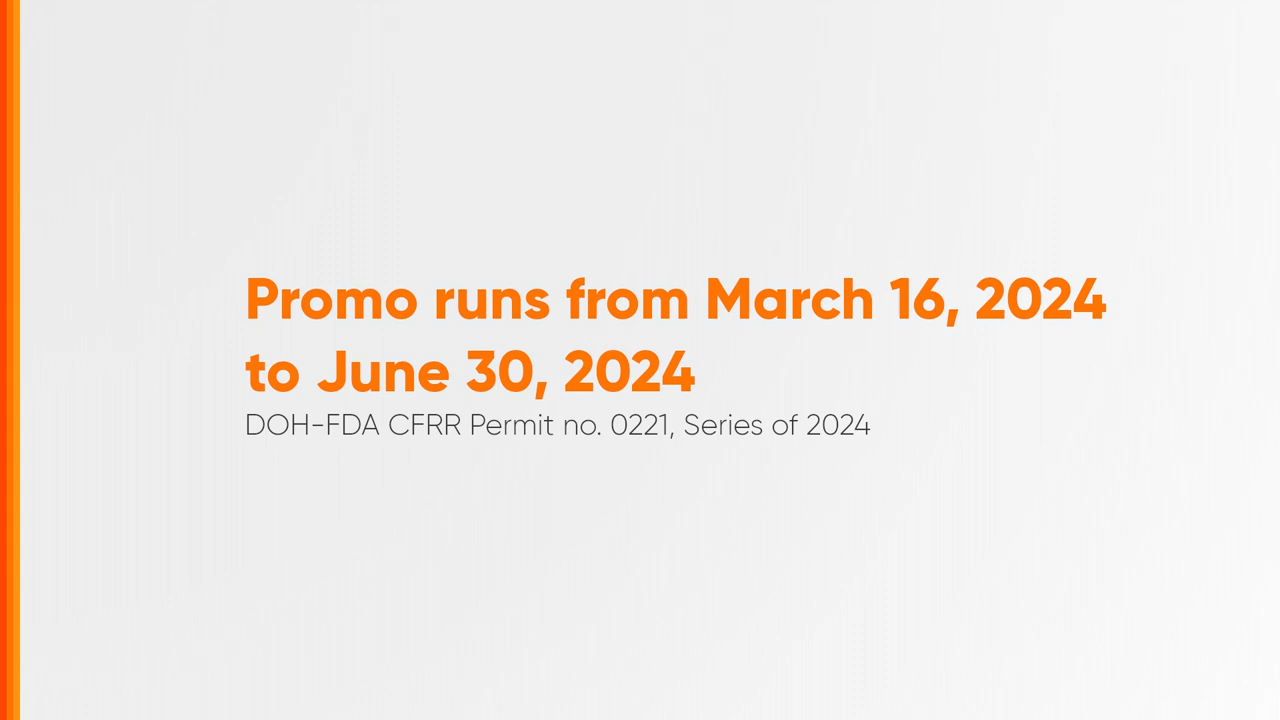 Promo runs from March 16, 2024
to June 30, 2024
DOH-FDA CFRR Permit no. 0221, Series of 2024